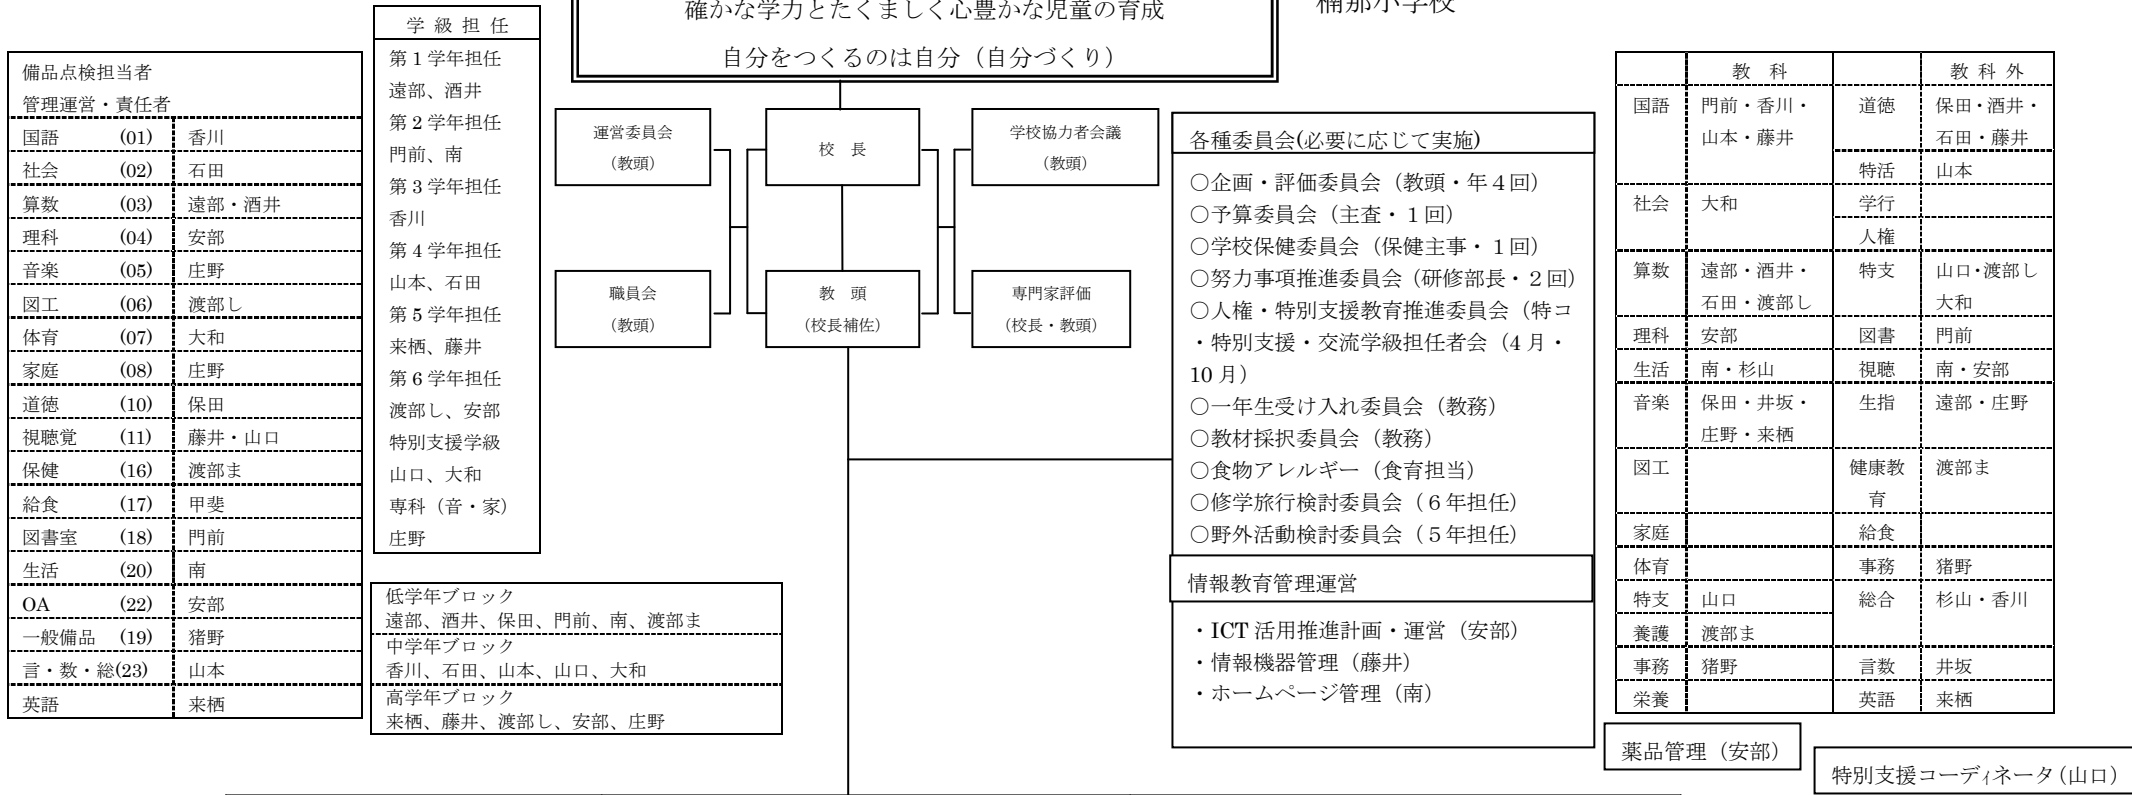 確かな学力とたくましく心豊かな児童の育成
自分をつくるのは自分（自分づくり）
備品点検担当者
管理運営・責任者
国語 (01) 香川
社会 (02) 石田
算数 (03) 遠部・酒井
理科 (04) 安部
音楽 (05) 庄野
図工 (06) 渡部し
体育 (07) 大和
家庭 (08) 庄野
道徳 (10) 保田
視聴覚 (11) 藤井・山口
保健 (16) 渡部ま
給食 (17) 甲斐
図書室 (18) 門前
生活 (20) 南
OA (22) 安部
一般備品 (19) 猪野
言・数・総(23) 山本
英語 来栖
学 級 担 任
第１学年担任
遠部、酒井
第２学年担任
門前、南
第３学年担任
香川
第４学年担任
山本、石田
第５学年担任
来栖、藤井
第６学年担任
渡部し、安部
特別支援学級
山口、大和
専科（音・家）
庄野
低学年ブロック
遠部、酒井、保田、門前、南、渡部ま
中学年ブロック
香川、石田、山本、山口、大和
高学年ブロック
来栖、藤井、渡部し、安部、庄野
運営委員会
（教頭）
校 長
学校協力者会議
（教頭）
職員会
（教頭）
教 頭
（校長補佐）
専門家評価
（校長・教頭）
各種委員会(必要に応じて実施)
○企画・評価委員会（教頭・年４回）
○予算委員会（主査・１回）
○学校保健委員会（保健主事・１回）
○努力事項推進委員会（研修部長・２回）
○人権・特別支援教育推進委員会（特コ
・特別支援・交流学級担任者会（4 月・
10 月）
○一年生受け入れ委員会（教務）
○教材採択委員会（教務）
○食物アレルギー（食育担当）
○修学旅行検討委員会（６年担任）
○野外活動検討委員会（５年担任）
情報教育管理運営
・ICT 活用推進計画・運営（安部）
・情報機器管理（藤井）
・ホームページ管理（南）
教 科 教 科 外
国語 門前・香川・ 道徳 保田・酒井・
山本・藤井 石田・藤井
特活 山本
社会 大和 学行
人権
算数 遠部・酒井・ 特支 山口・渡部し
石田・渡部し 大和
理科 安部 図書 門前
生活 南・杉山 視聴 南・安部
音楽 保田・井坂・ 生指 遠部・庄野
庄野・来栖
図工 健康教 渡部ま
育
家庭 給食
体育 事務 猪野
特支 山口 総合 杉山・香川
養護 渡部ま
事務 猪野 言数 井坂
栄養 英語 来栖
薬品管理（安部）
特別支援コーディネータ（山口）